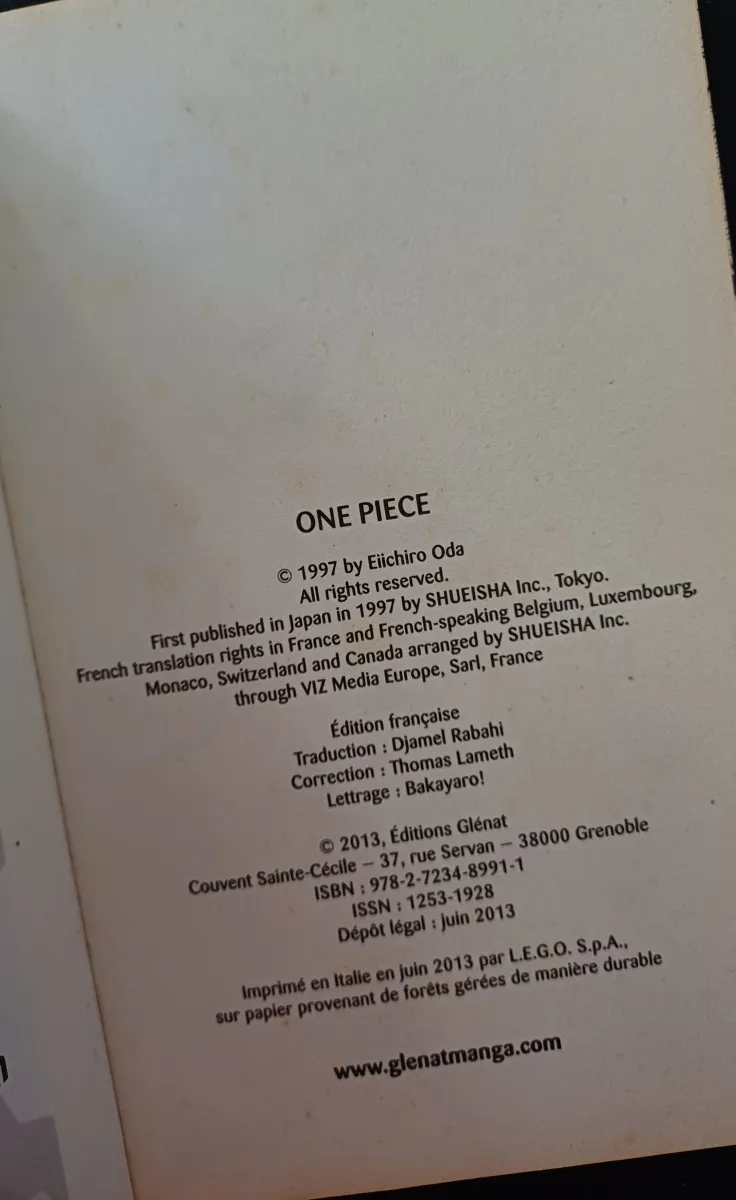 ONE PIECE
© 1997 by Eiichiro Oda
All rights reserved.
First published in Japan in 1997 by SHUEISHA Inc., Tokyo.
French translation rights in France and French-speaking Belgium, Luxembourg,
Monaco, Switzerland and Canada arranged by SHUEISHA Inc.
through VIZ Media Europe, Sarl, France
Édition française
Traduction : Djamel Rabahi
Correction : Thomas Lameth
Lettrage : Bakayaro!
© 2013, Éditions Glénat
Couvent Sainte-Cécile – 37, rue Servan – 38000 Grenoble
ISBN : 978-2-7234-8991-1
ISSN : 1253-1928
Dépôt légal : juin 2013
Imprimé en Italie en juin 2013 par L.E.G.O. S.p.A.,
sur papier provenant de forêts gérées de manière durable
www.glenatmanga.com